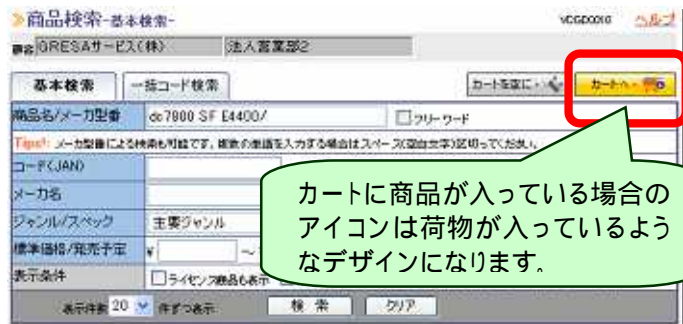 商品検索-基本検索-
VCGD0010 ヘルプ
顧客 GRESAサービス(株) 法人営業部2
基本検索 一括コード検索 カートを空に カートへ
商品名/メーカ型番 dc7800 SF E4400/ フリーワード
Tips!: メーカ型番による検索も可能です。複数の単語を入力する場合はスペース(空白文字)区切ってください。
コード(JAN)
メーカ名
ジャンル/スペック 主要ジャンル
標準価格/発売予定 ¥ ～
表示条件 ライセンス商品も表示
表示件数 20 件ずつ表示 検 索 クリア
カートに商品が入っている場合の
アイコンは荷物が入っているよう
なデザインになります。